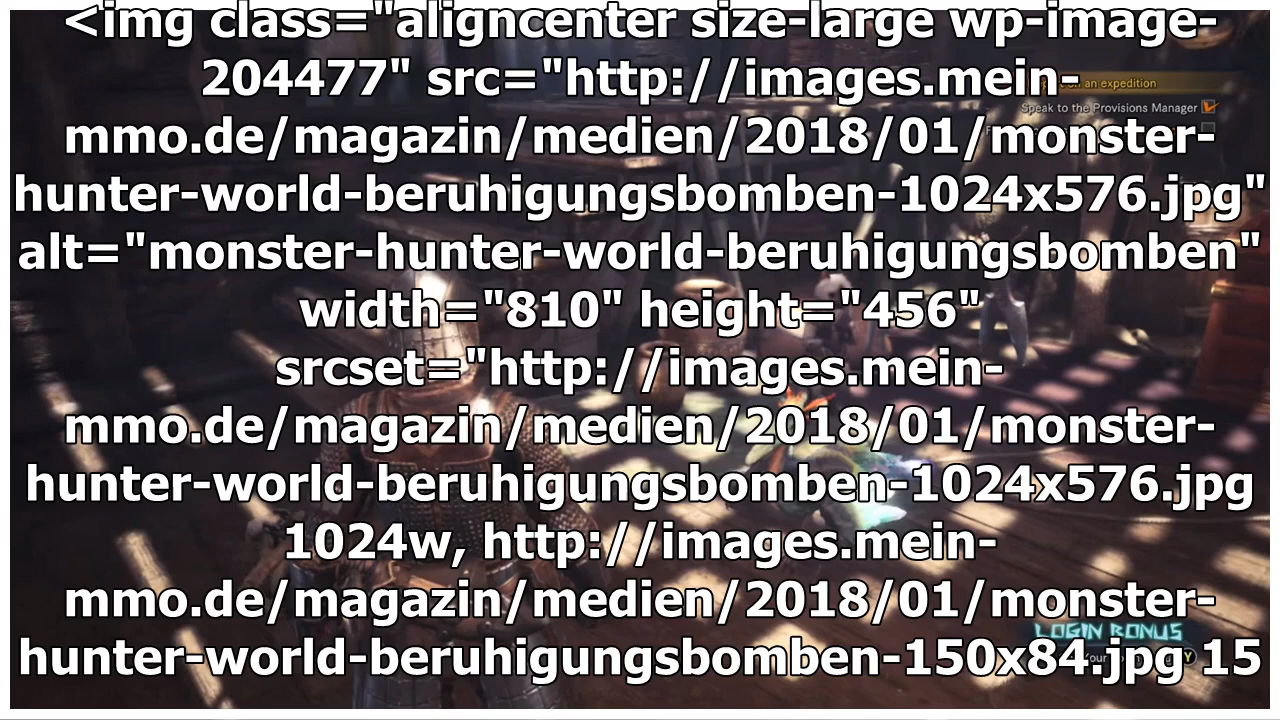 <img class="aligncenter size-large wp-image-
204477" src="http://images.mein-
on an expedition
Speak to the Provisions Manager
mmo.de/magazin/medien/2018/01/monster-
hunter-world-beruhigungsbomben-1024x576.jpg"
alt="monster-hunter-world-beruhigungsbomben"
width="810" height="456"
srcset="http://images.mein-
mmo.de/magazin/medien/2018/01/monster-
hunter-world-beruhigungsbomben-1024x576.jpg
1024w, http://images.mein-
mmo.de/magazin/medien/2018/01/monster-
LOGIN BONUS
hunter-world-beruhigungsbomben-150x84.jpg 15